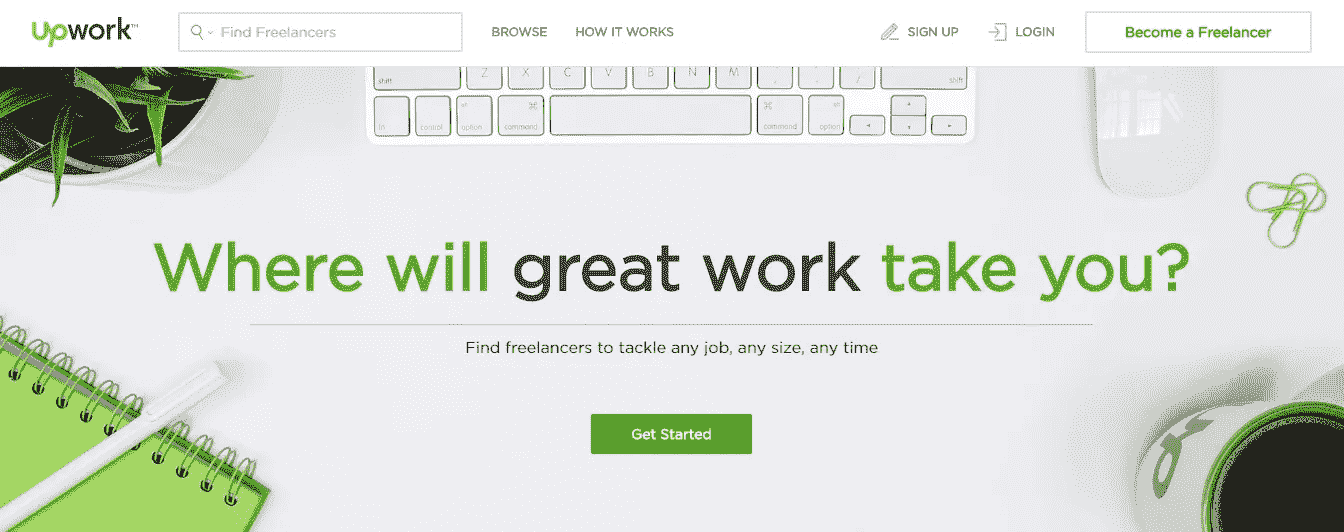 Upwork™
Find Freelancers
BROWSE
HOW IT WORKS
SIGN UP
LOGIN
Become a Freelancer
shift
Z
X
C
V
B
N
M
shift
control
option
command
command
option
Where will great work take you?
Find freelancers to tackle any job, any size, any time
Get Started